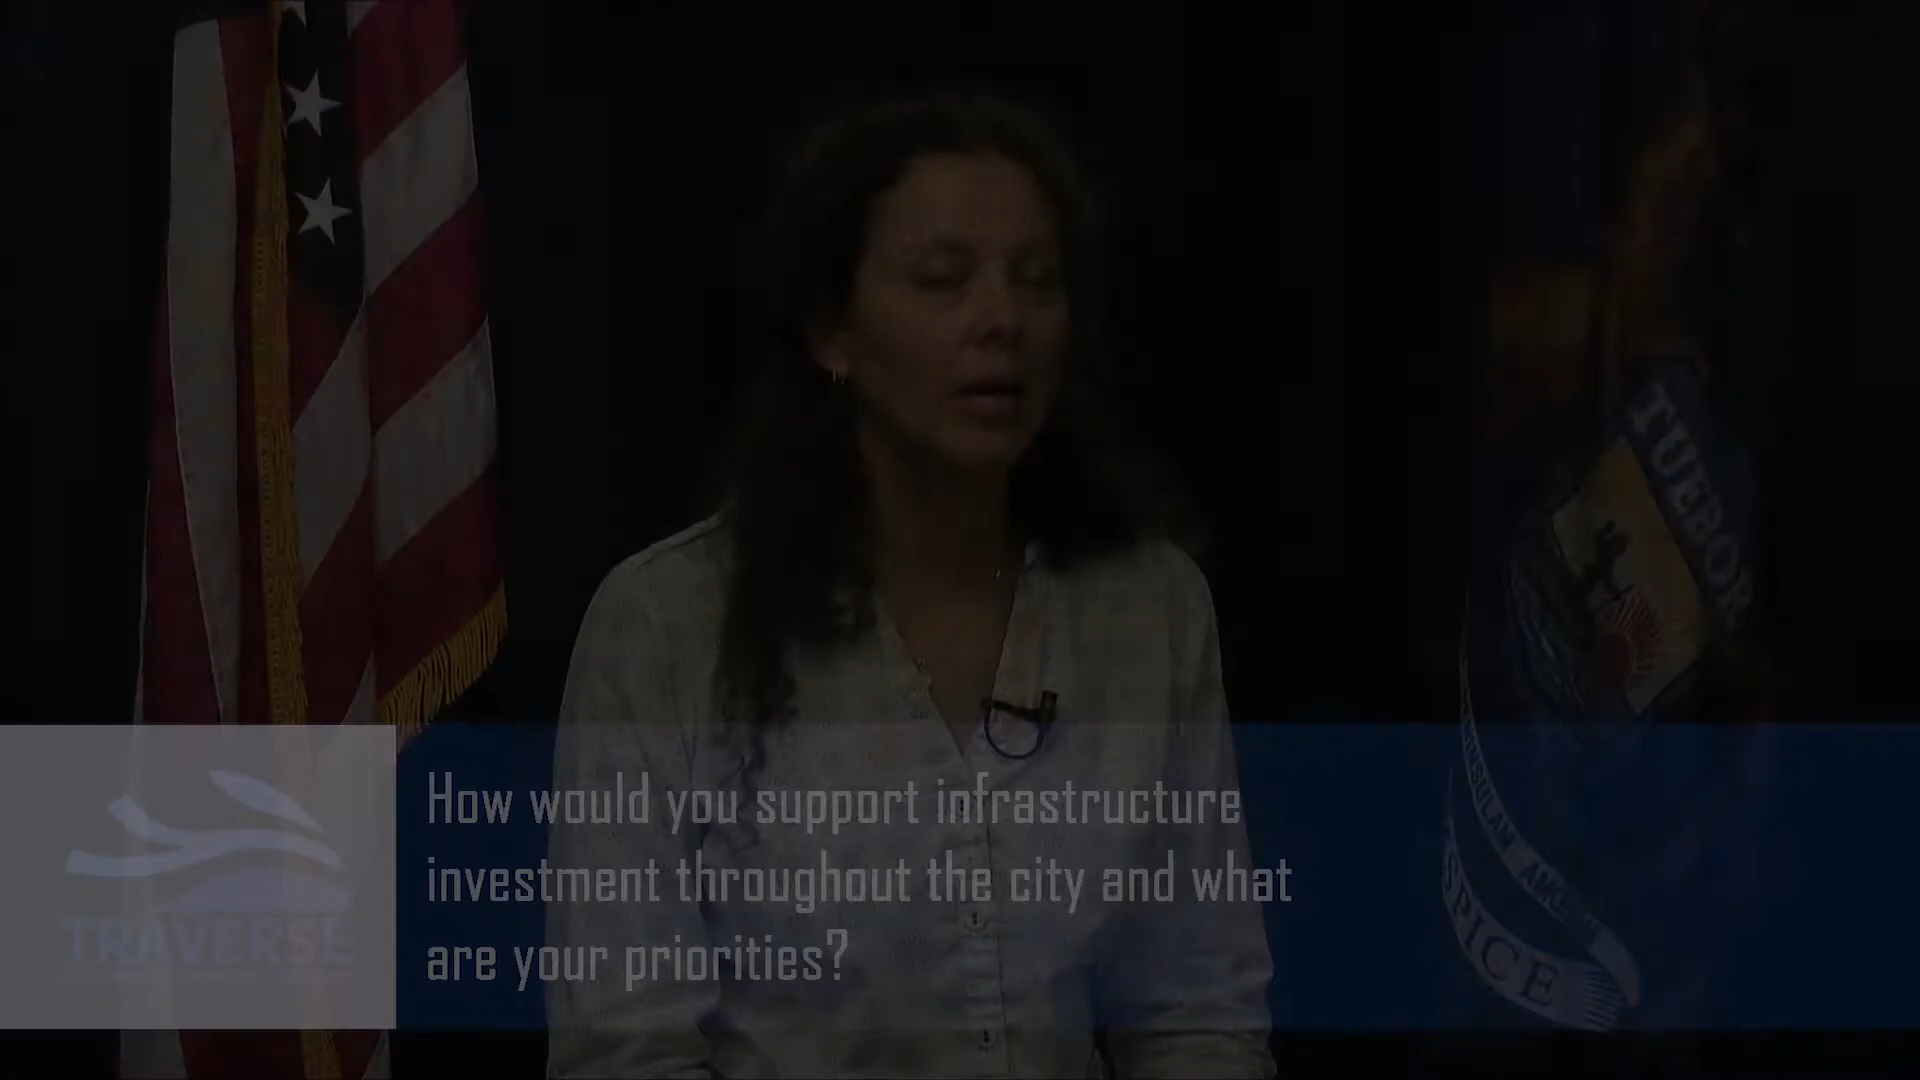 TUEBOR
How would you support infrastructure
investment throughout the city and what
TRAVERSE
are your priorities?
SPICE